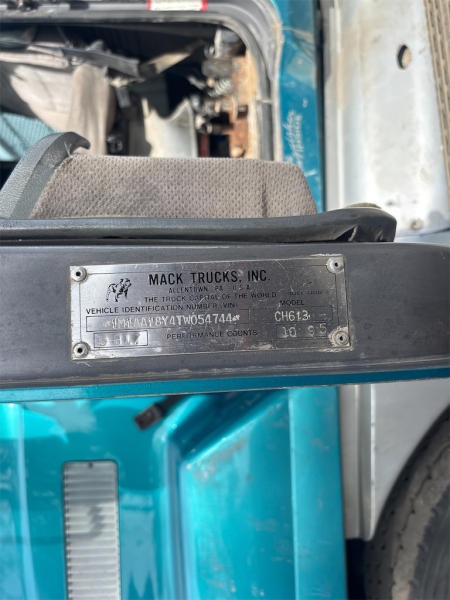 MACK TRUCKS, INC.
ALLENTOWN, PA. U.S.A.
THE TRUCK CAPITAL OF THE WORLD
VEHICLE IDENTIFICATION NUMBER (VIN)
MODEL
1M1AA18Y4TW054744
CH613
PERFORMANCE COUNTS
10 95